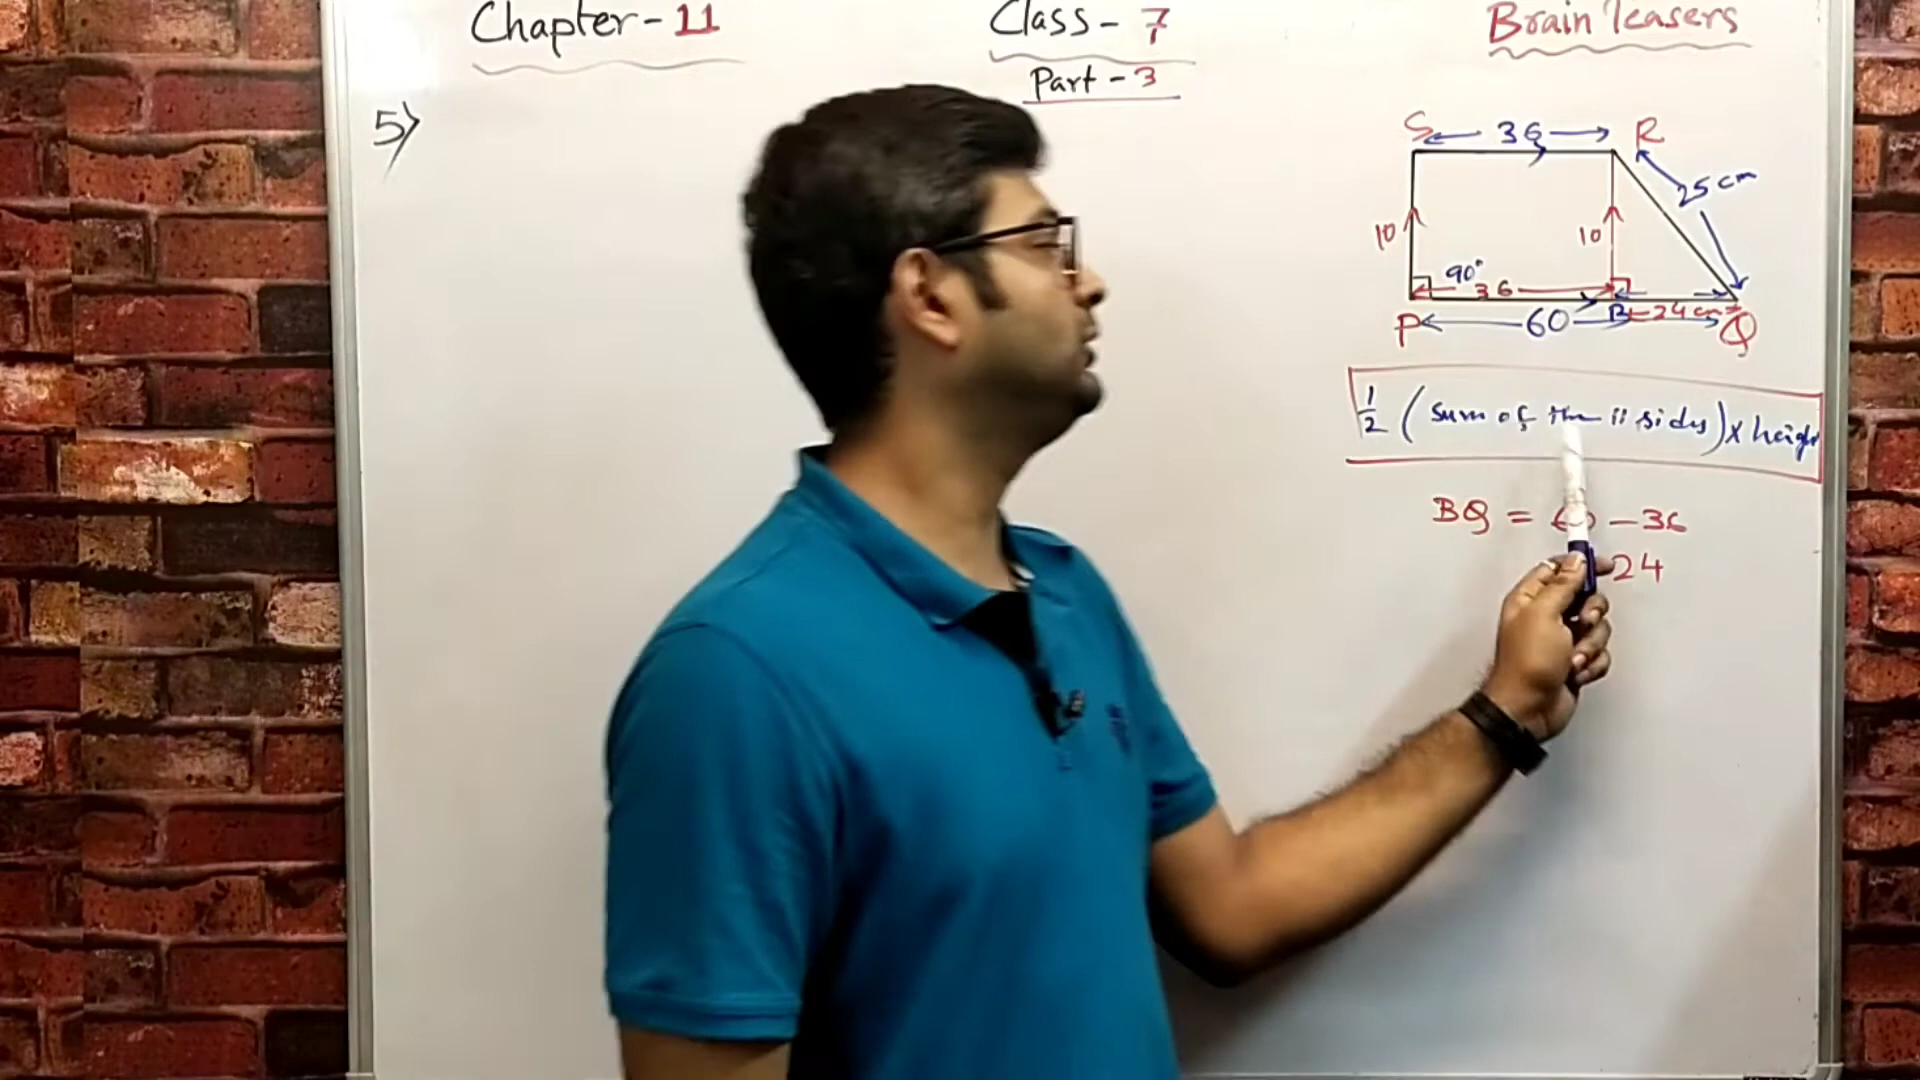 Chapter - 11
Class - 7
Brain Teasers
Part - 3
5)
S 36 R
25 cm
10
10
90°
36
B 24 cm
P 60 Q
1/2 (Sum of the 11 sides) x height
BQ = - 36
24